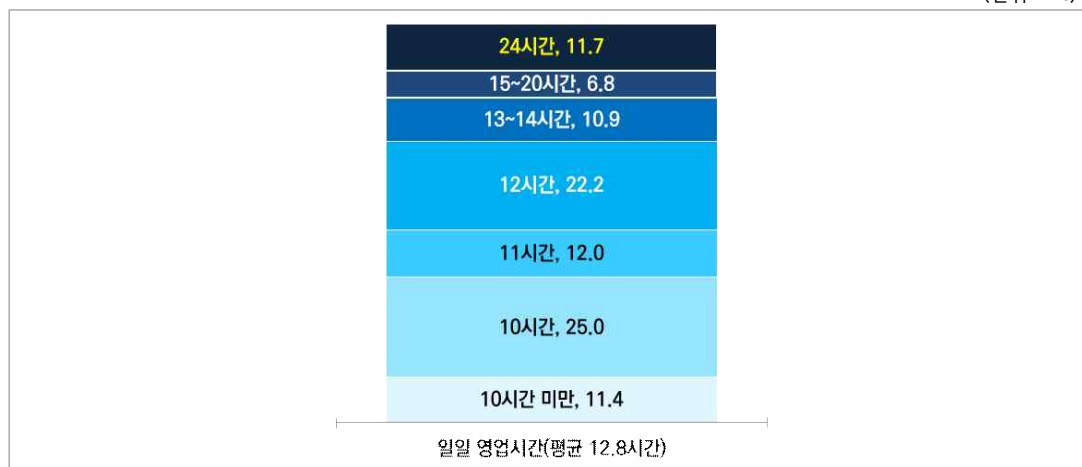 24시간, 11.7
15~20시간, 6.8
13~14시간, 10.9
12시간, 22.2
11시간, 12.0
10시간, 25.0
10시간 미만, 11.4
일일 영업시간(평균 12.8시간)